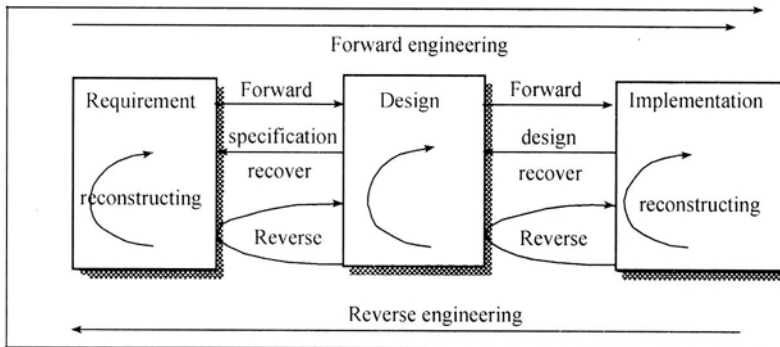 Forward engineering
Requirement
Forward
Design
Forward
Implementation
specification
design
recover
recover
reconstructing
reconstructing
Reverse
Reverse
Reverse engineering